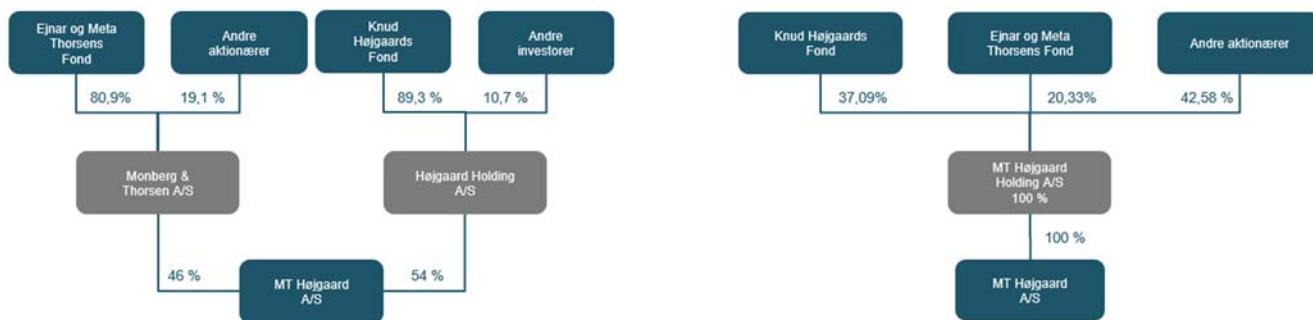 Ejnar og Meta
Thorsens
Fond
Andre
aktionærer
Knud
Højgaards
Fond
Andre
investorer
80,9%
19,1 %
89,3 %
10,7 %
Monberg &
Thorsen A/S
Højgaard Holding
A/S
46 %
54 %
MT Højgaard
A/S
Knud Højgaards
Fond
Ejnar og Meta
Thorsens Fond
Andre aktionærer
37,09%
20,33%
42,58 %
MT Højgaard
Holding A/S
100 %
100 %
MT Højgaard
A/S